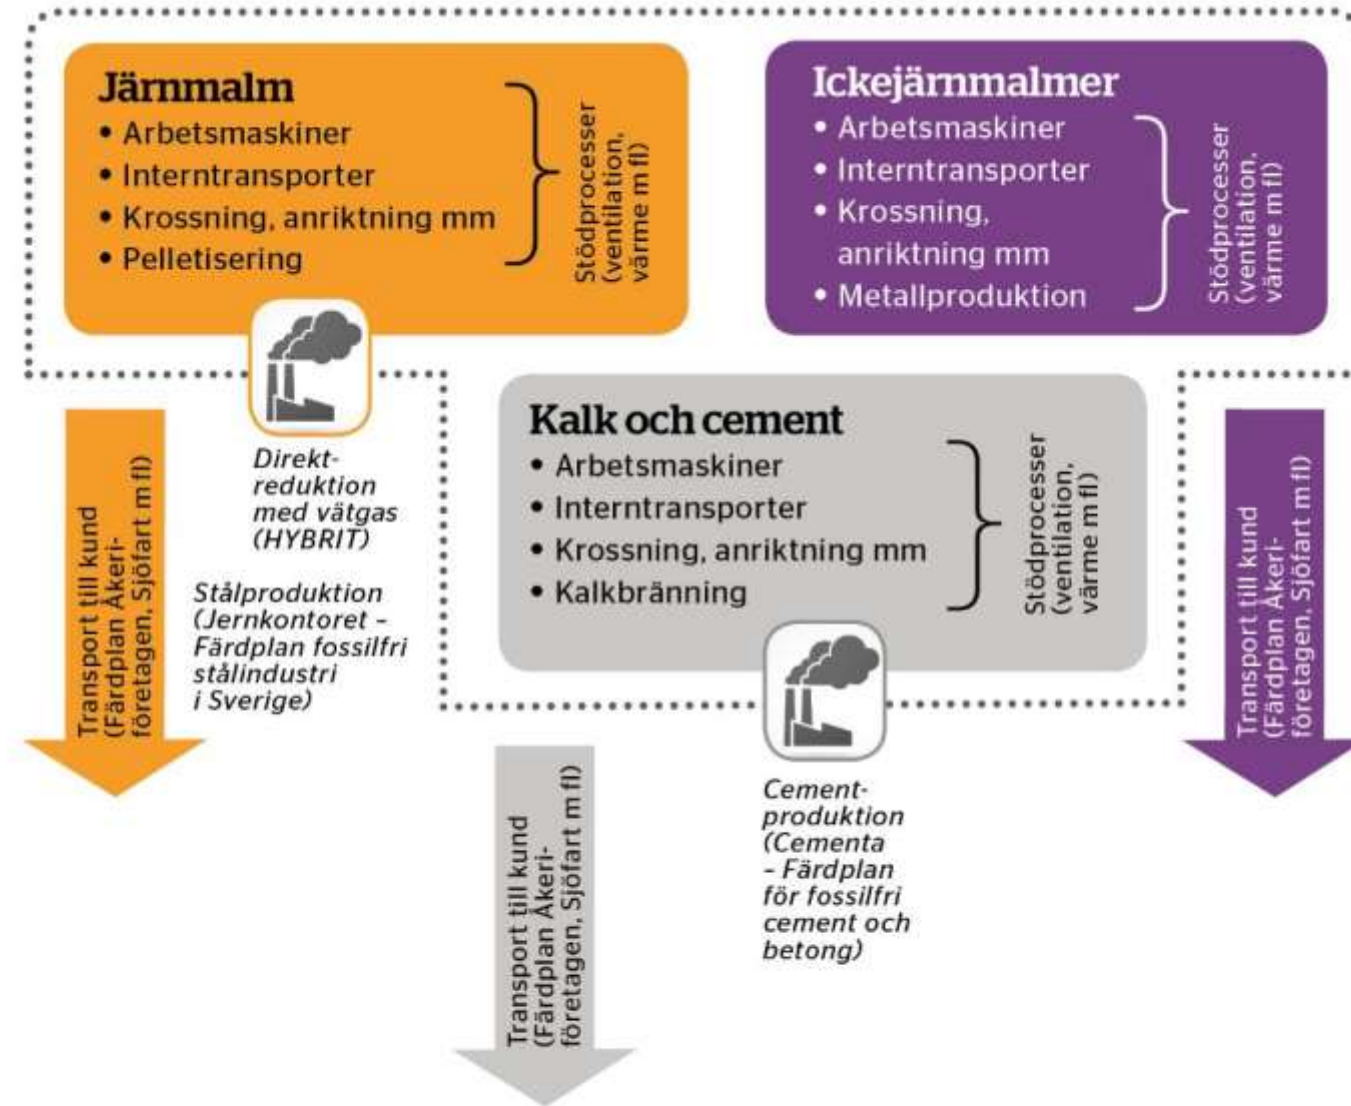 Järnmalm
• Arbetsmaskiner
• Interntransporter
• Krossning, anriktning mm
• Pelletisering
Stödprocesser
(ventilation,
värme m fl)
Ickejärnmalmer
• Arbetsmaskiner
• Interntransporter
• Krossning,
anriktning mm
• Metallproduktion
Stödprocesser
(ventilation,
värme m fl)
Kalk och cement
• Arbetsmaskiner
• Interntransporter
• Krossning, anriktning mm
• Kalkbränning
Stödprocesser
(ventilation,
värme m fl)
Transport till kund
(Färdplan Åkeri-
företagen, Sjöfart m fl)
Direkt-
reduktion
med vätgas
(HYBRIT)
Stålproduktion
(Jernkontoret –
Färdplan fossilfri
stålindustri
i Sverige)
Transport till kund
(Färdplan Åkeri-
företagen, Sjöfart m fl)
Cement-
produktion
(Cementa
– Färdplan
för fossilfri
cement och
betong)
Transport till kund
(Färdplan Åkeri-
företagen, Sjöfart m fl)